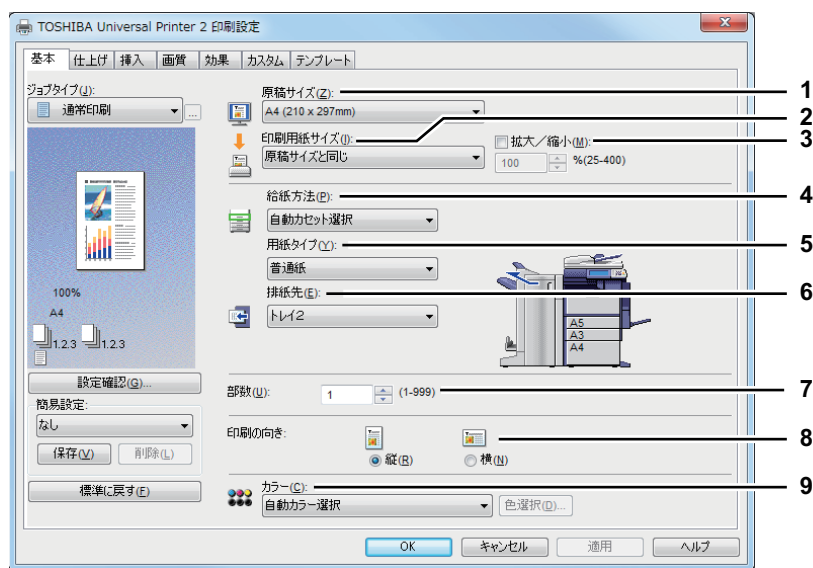 TOSHIBA Universal Printer 2 印刷設定
基本 仕上げ 挿入 画質 効果 カスタム テンプレート
ジョブタイプ(J):
通常印刷
...
100%
A4
1.2.3 1.2.3
設定確認(G)...
簡易設定:
なし
保存(V) 削除(L)
標準に戻す(F)
原稿サイズ(Z): 1
A4 (210 x 297mm)
印刷用紙サイズ(I): 2
原稿サイズと同じ
拡大/縮小(M): 3
100 %(25-400)
給紙方法(P): 4
自動カセット選択
用紙タイプ(Y): 5
普通紙
排紙先(E): 6
トレイ2
A5
A3
A4
部数(U): 1 (1-999) 7
印刷の向き: 8
縦(R) 横(N)
カラー(C): 9
自動カラー選択 色選択(D)...
OK キャンセル 適用 ヘルプ